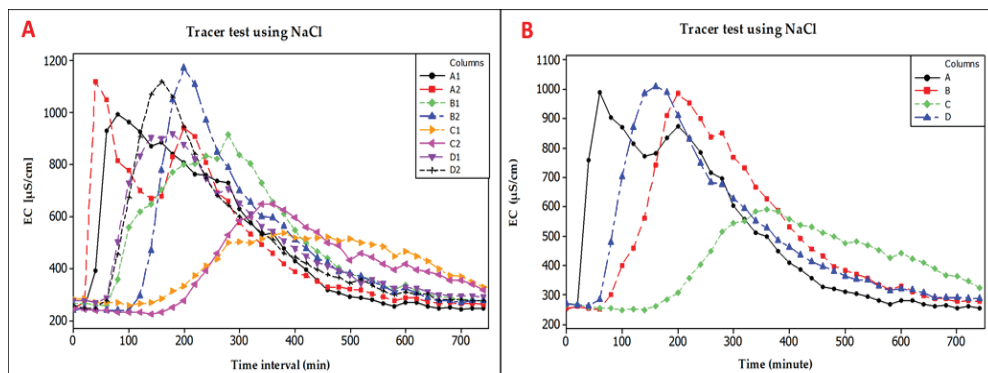 A
Tracer test using NaCl
EC [µS/cm)
1200
1000
800
600
400
200
0 100 200 300 400 500 600 700
Time interval (min)
Columns
A1
A2
B1
B2
C1
C2
D1
D2
B
Tracer test using NaCl
EC [µS/cm)
1100
1000
900
800
700
600
500
400
300
200
0 100 200 300 400 500 600 700
Time (minute)
Columns
A
B
C
D